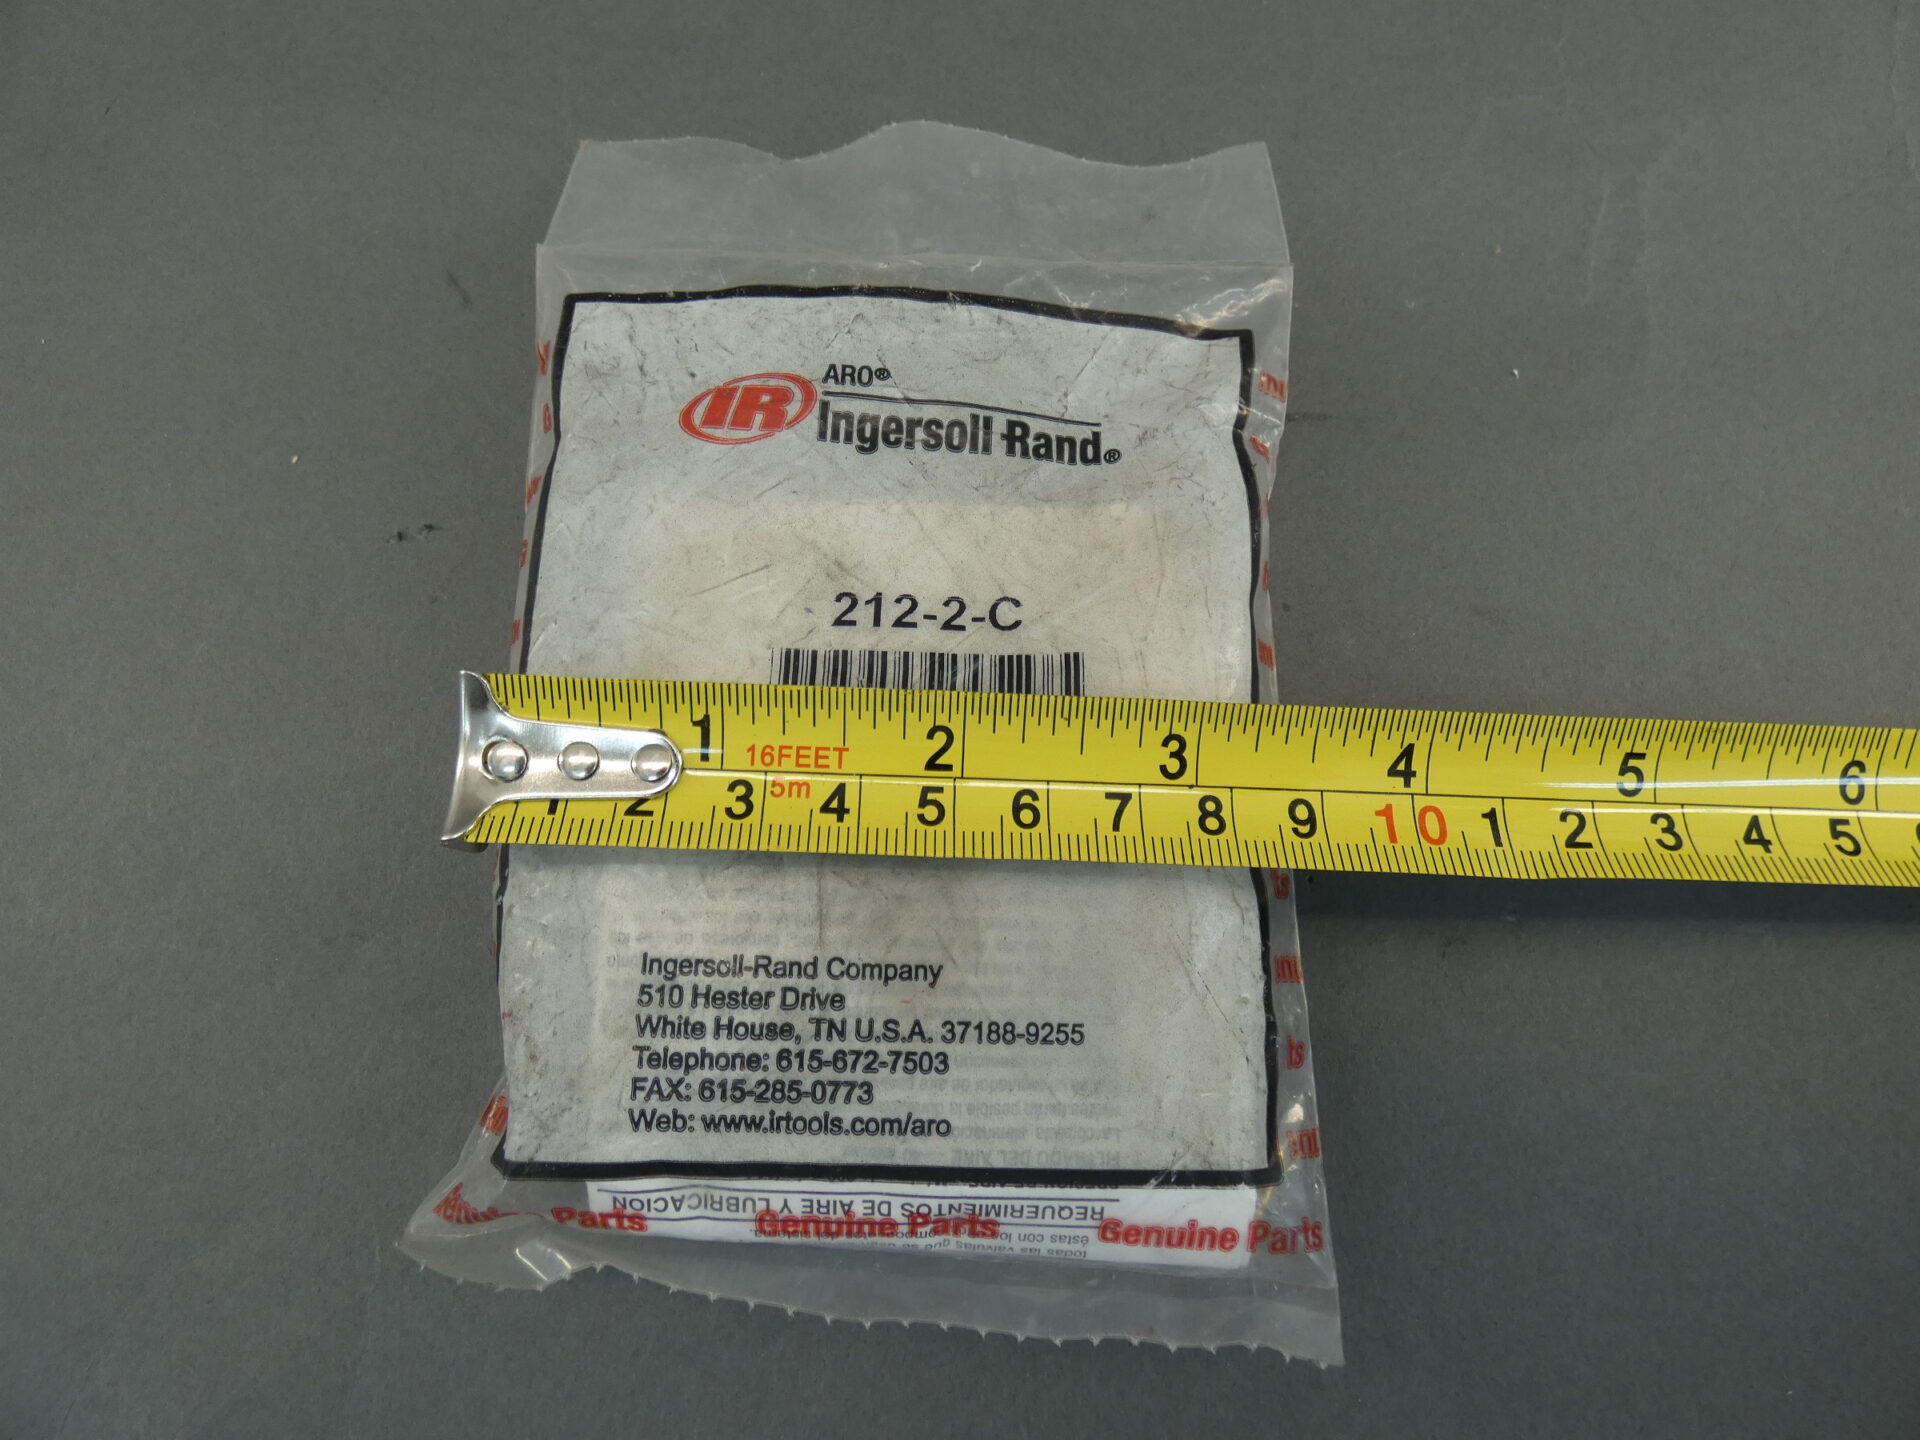 ARO®
IR Ingersoll-Rand®
212-2-C
1 2 3 4 5 6
16FEET
5m
1 2 3 4 5 6 7 8 9 10 1 2 3 4 5
Ingersoll-Rand Company
510 Hester Drive
White House, TN U.S.A. 37188-9255
Telephone: 615-672-7503
FAX: 615-285-0773
Web: www.irtools.com/aro
FILTRADO DEL AIRE
REQUERIMIENTOS DE AIRE Y LUBRICACION
Parts Genuine Parts Genuine Parts